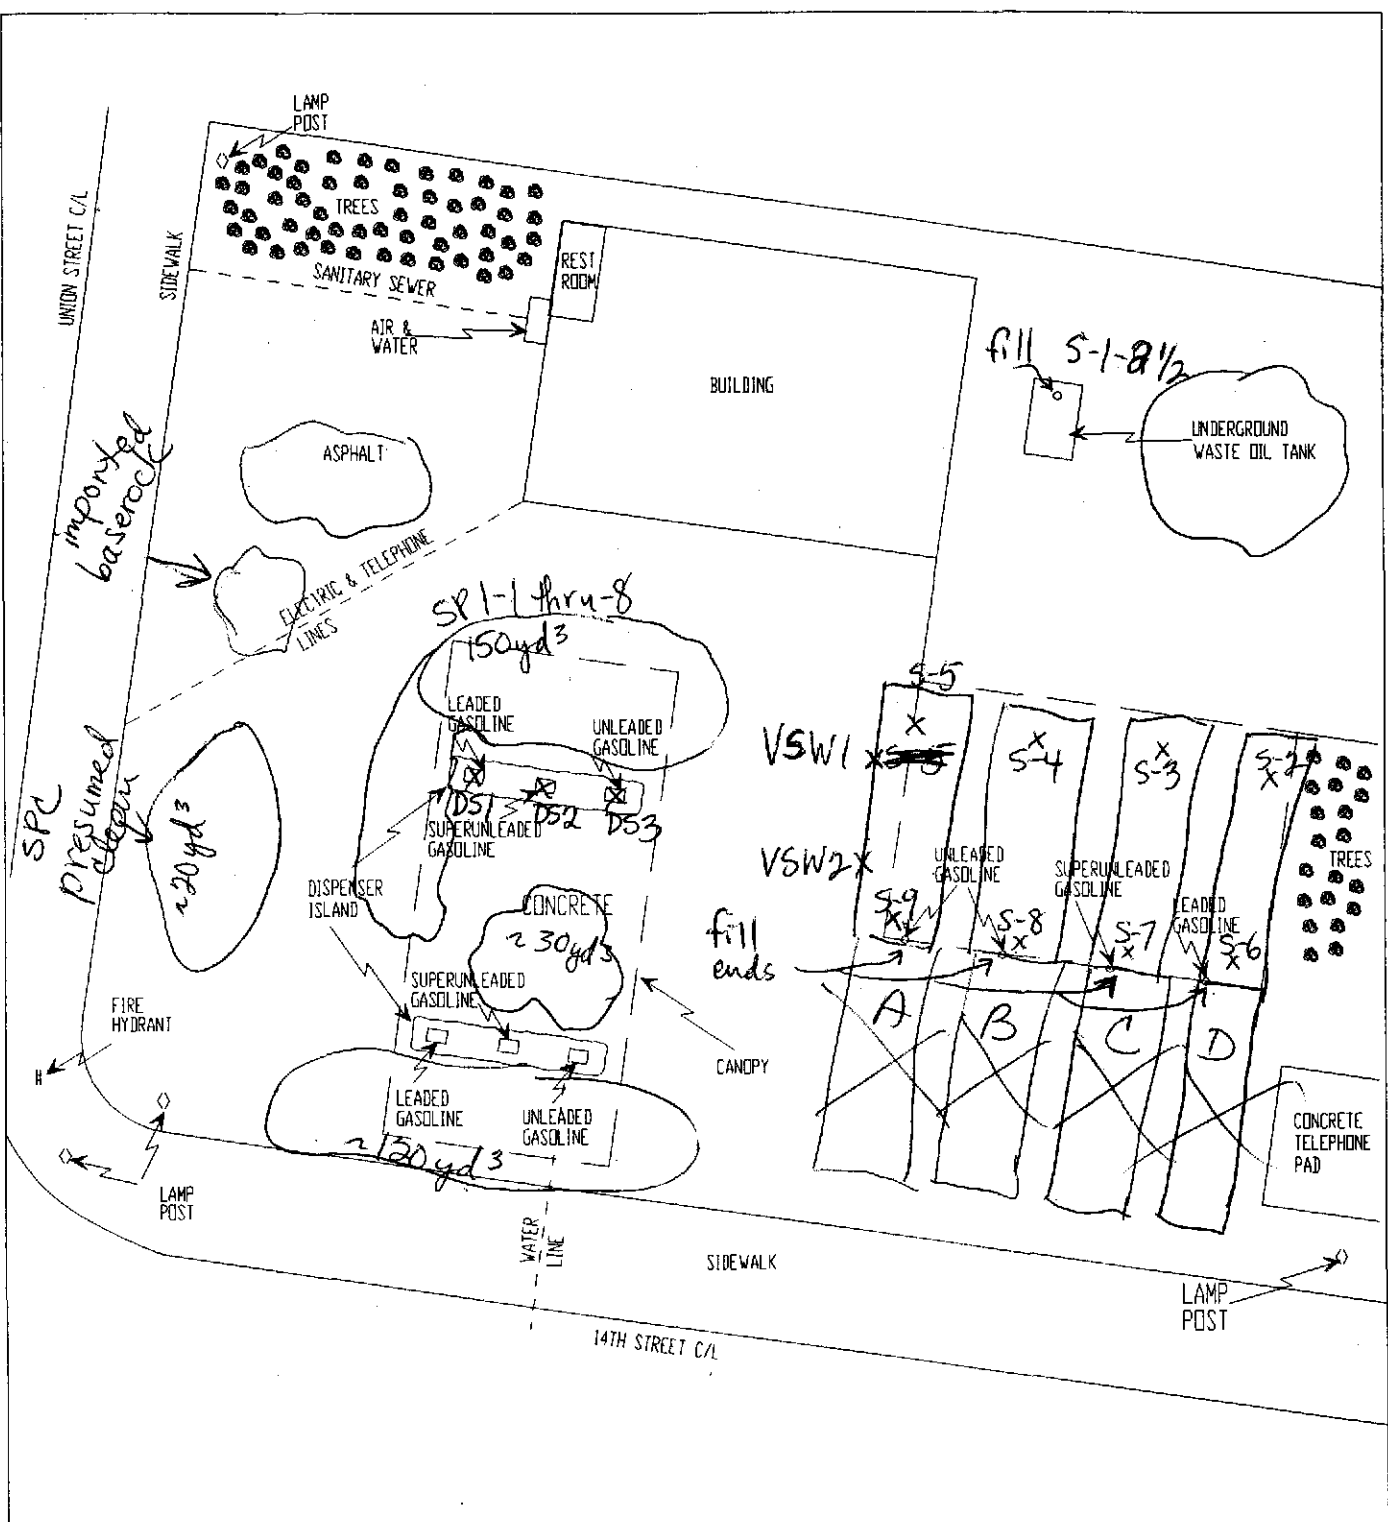 LAMP
POST
UNION STREET C/L
SIDEWALK
TREES
SANITARY SEWER
REST
ROOM
AIR &
WATER
BUILDING
fill S-1-8 1/2
UNDERGROUND
WASTE OIL TANK
ASPHALT
imported
baserock
ELECTRIC & TELEPHONE
LINES
SP1-1 thru-8
150yd³
LEADED
GASOLINE
UNLEADED
GASOLINE
DS1
DS2
DS3
SUPERUNLEADED
GASOLINE
SPC
presumed
clean
~20yd³
DISPENSER
ISLAND
CONCRETE
~30yd³
SUPERUNLEADED
GASOLINE
FIRE
HYDRANT
CANOPY
LEADED
GASOLINE
UNLEADED
GASOLINE
~130yd³
LAMP
POST
WATER
LINE
SIDEWALK
14TH STREET C/L
S-5
X
VSW1 X
X
S-4
X
S-3
S-2
X
VSW2X
UNLEADED
GASOLINE
SUPERUNLEADED
GASOLINE
LEADED
GASOLINE
TREES
S-9
X
S-8
X
S-7
X
S-6
X
fill
ends
A
B
C
D
CONCRETE
TELEPHONE
PAD
LAMP
POST